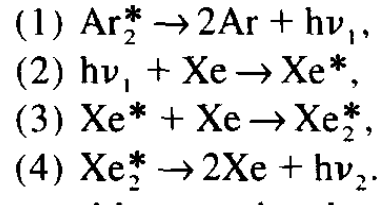 (1) Ar₂* → 2Ar + hν₁,
(2) hν₁ + Xe → Xe*,
(3) Xe* + Xe → Xe₂*,
(4) Xe₂* → 2Xe + hν₂.